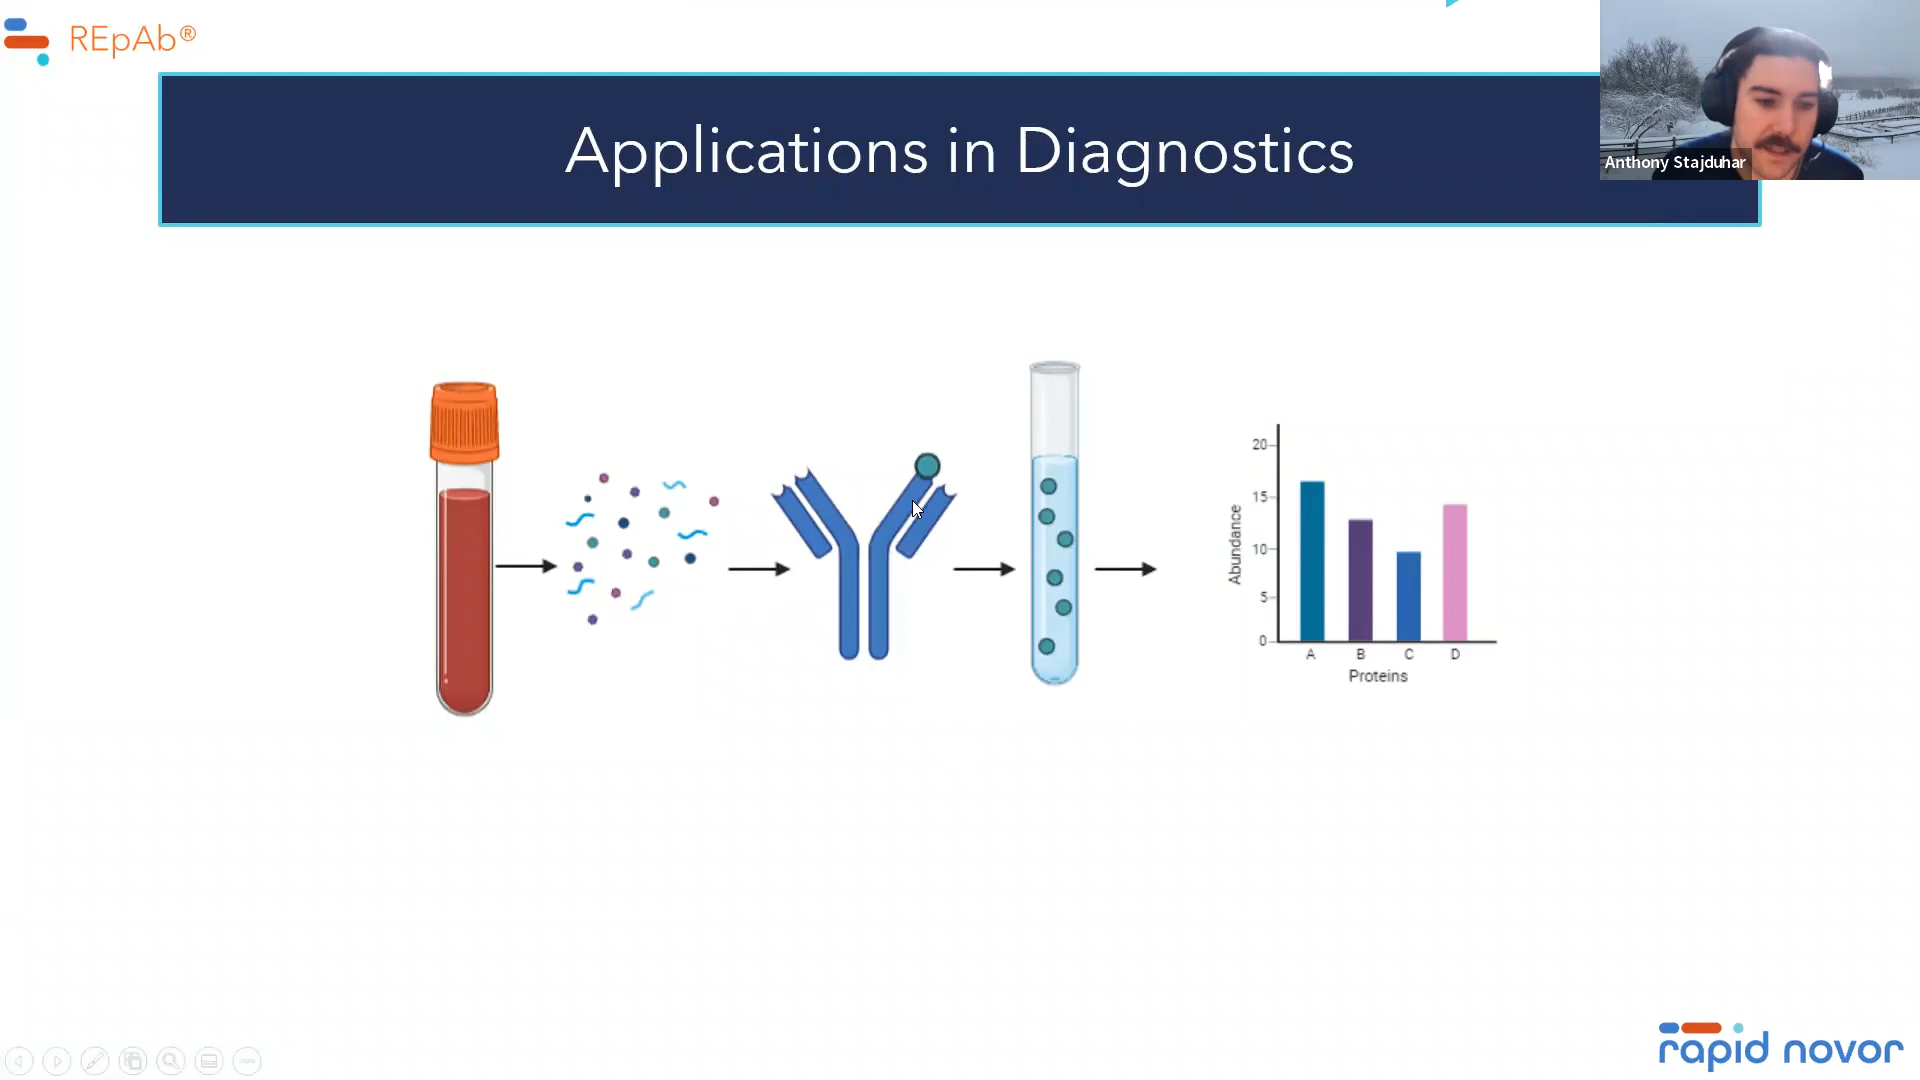 REpAb®
Applications in Diagnostics
Anthony Stajduhar
20
15
10
5
0
Abundance
A B C D
Proteins
rapid novor